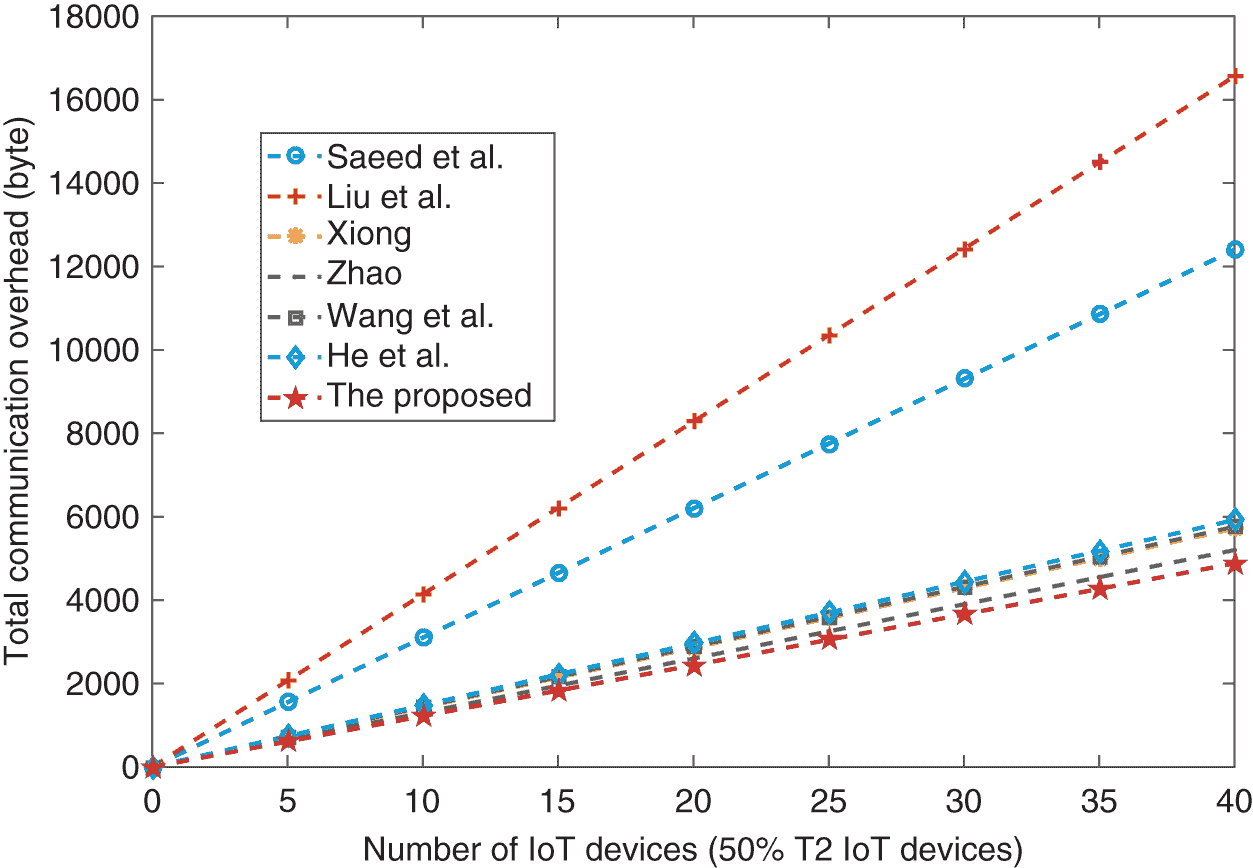 18000
16000
14000
12000
10000
8000
6000
4000
2000
0
Total communication overhead (byte)
Saeed et al.
Liu et al.
Xiong
Zhao
Wang et al.
He et al.
The proposed
0 5 10 15 20 25 30 35 40
Number of IoT devices (50% T2 IoT devices)